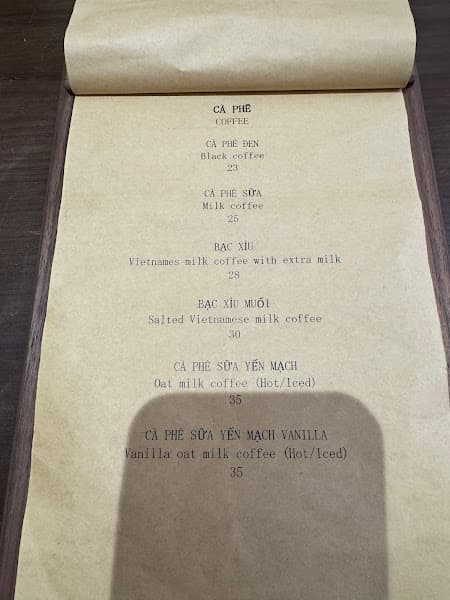 CÀ PHÊ
COFFEE
CÀ PHÊ ĐEN
Black coffee
23
CÀ PHÊ SỮA
Milk coffee
25
BẠC XỈU
Vietnames milk coffee with extra milk
28
BẠC XỈU MUỐI
Salted Vietnamese milk coffee
30
CÀ PHÊ SỮA YẾN MẠCH
Oat milk coffee (Hot/Iced)
35
CÀ PHÊ SỮA YẾN MẠCH VANILLA
Vanilla oat milk coffee (Hot/Iced)
35